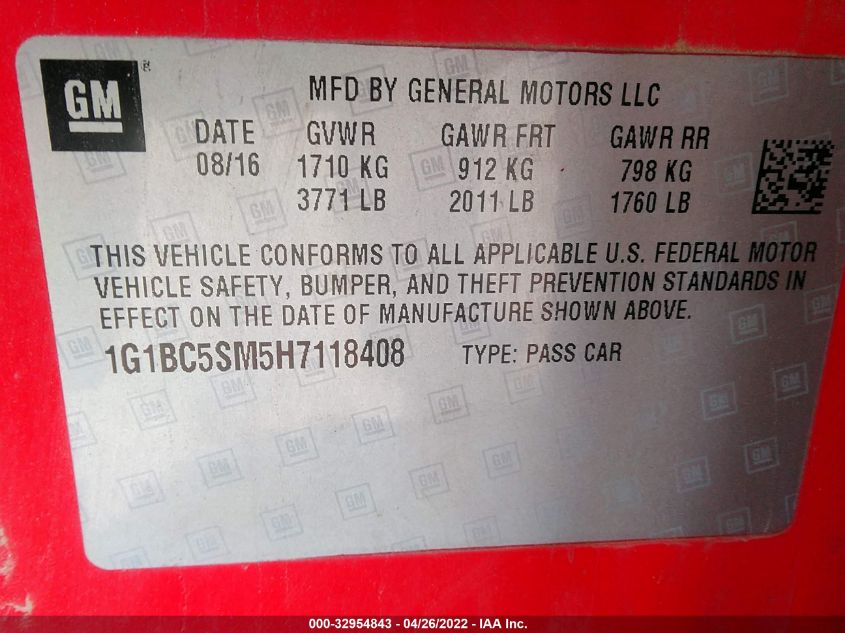 GM ®
MFD BY GENERAL MOTORS LLC
DATE GVWR GAWR FRT GAWR RR
08/16 1710 KG 912 KG 798 KG
3771 LB 2011 LB 1760 LB
THIS VEHICLE CONFORMS TO ALL APPLICABLE U.S. FEDERAL MOTOR
VEHICLE SAFETY, BUMPER, AND THEFT PREVENTION STANDARDS IN
EFFECT ON THE DATE OF MANUFACTURE SHOWN ABOVE.
1G1BC5SM5H7118408 TYPE: PASS CAR
000-32954843 - 04/26/2022 - IAA Inc.